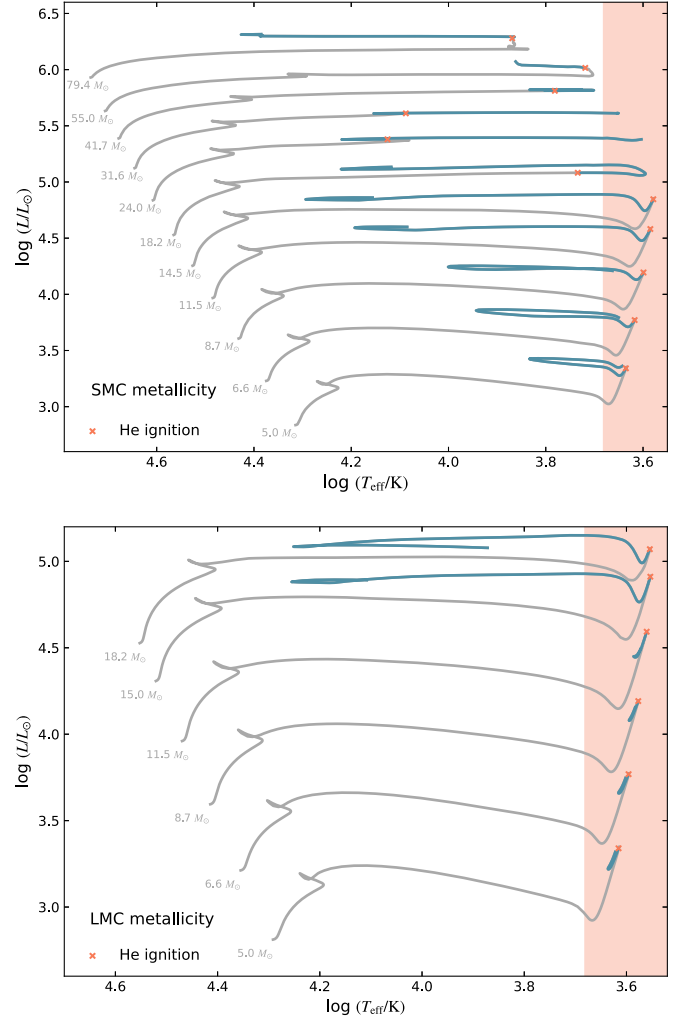 log (L/L⊙)
6.0
5.5
5.0
4.5
4.0
3.5
3.0
79.4 M⊙
55.0 M⊙
41.7 M⊙
31.6 M⊙
24.0 M⊙
18.2 M⊙
14.5 M⊙
11.5 M⊙
8.7 M⊙
6.6 M⊙
5.0 M⊙
SMC metallicity
He ignition
4.6 4.4 4.2 4.0 3.8 3.6
log (Teff/K)
log (L/L⊙)
5.0
4.5
4.0
3.5
3.0
18.2 M⊙
15.0 M⊙
11.5 M⊙
8.7 M⊙
6.6 M⊙
5.0 M⊙
LMC metallicity
He ignition
4.6 4.4 4.2 4.0 3.8 3.6
log (Teff/K)